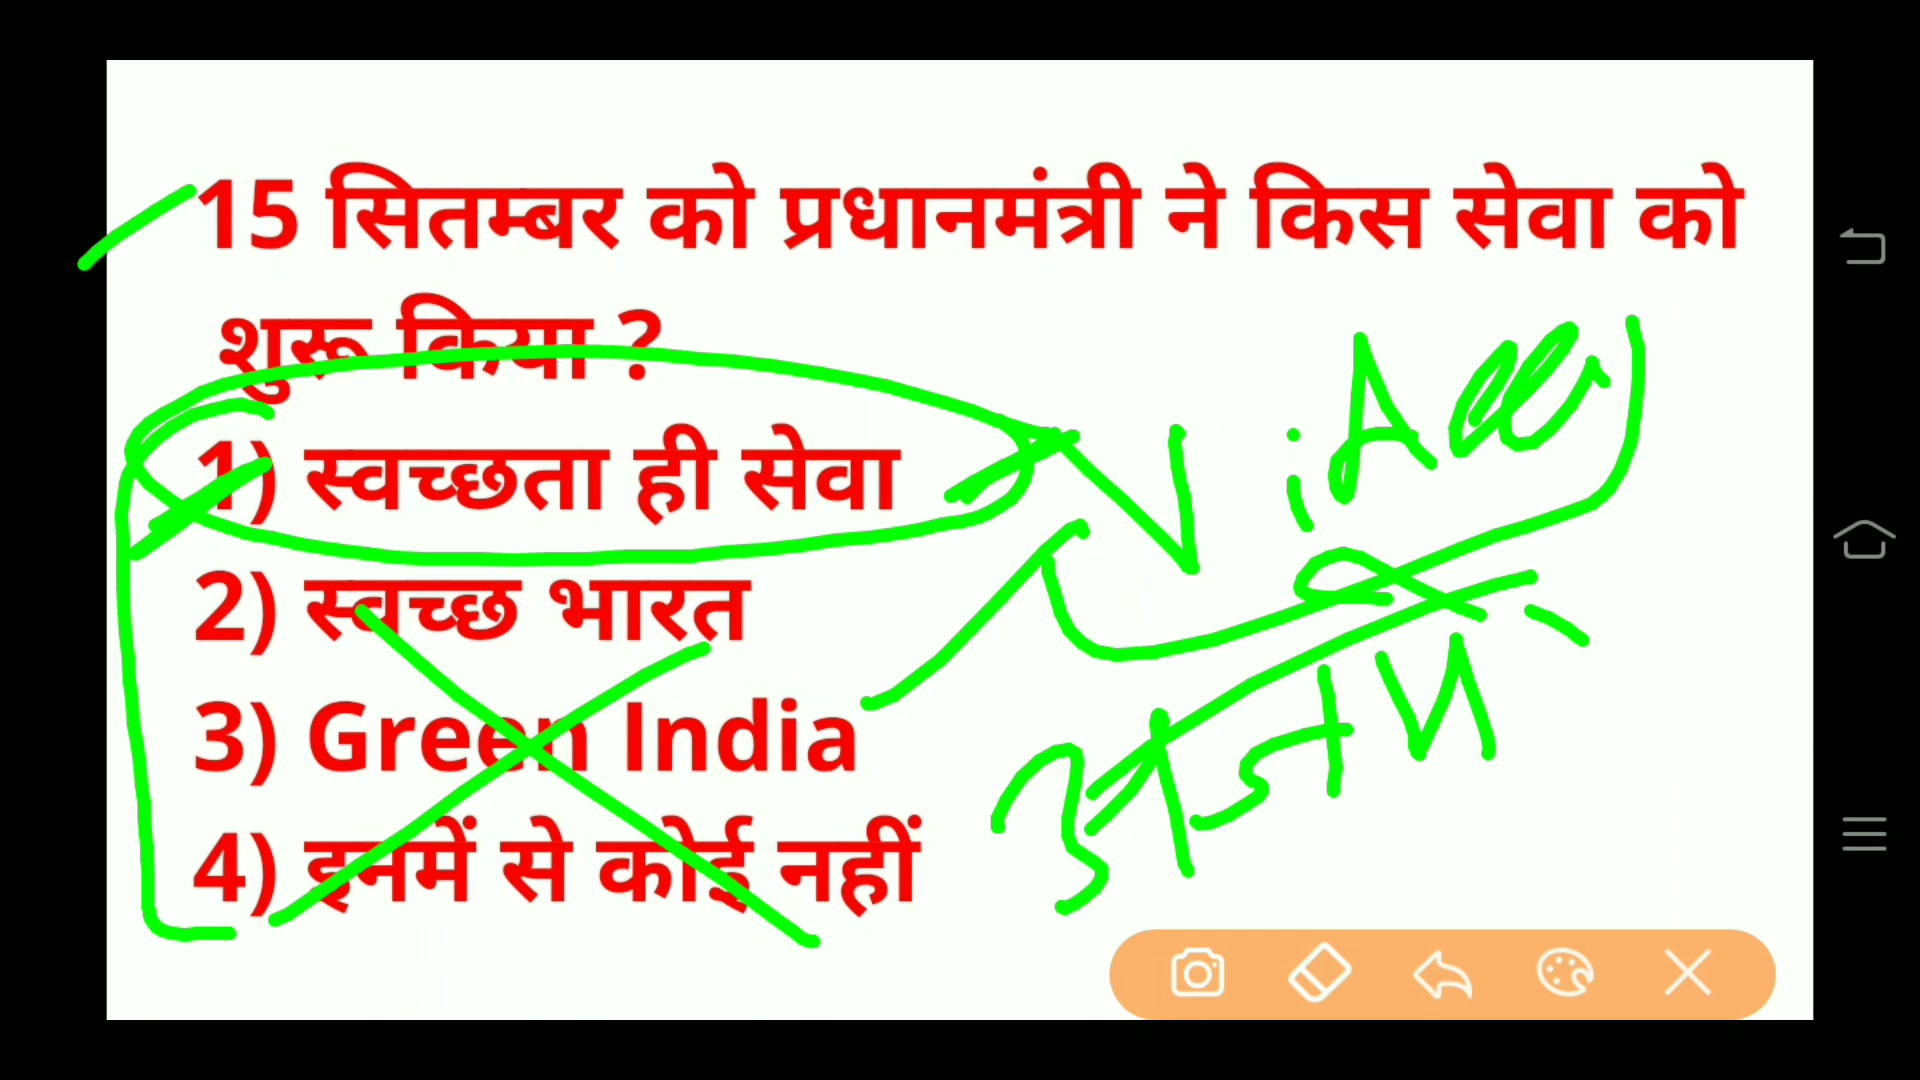 15 सितम्बर को प्रधानमंत्री ने किस सेवा को
शुरू किया ?
1) स्वच्छता ही सेवा
2) स्वच्छ भारत
3) Green India
4) इनमें से कोई नहीं